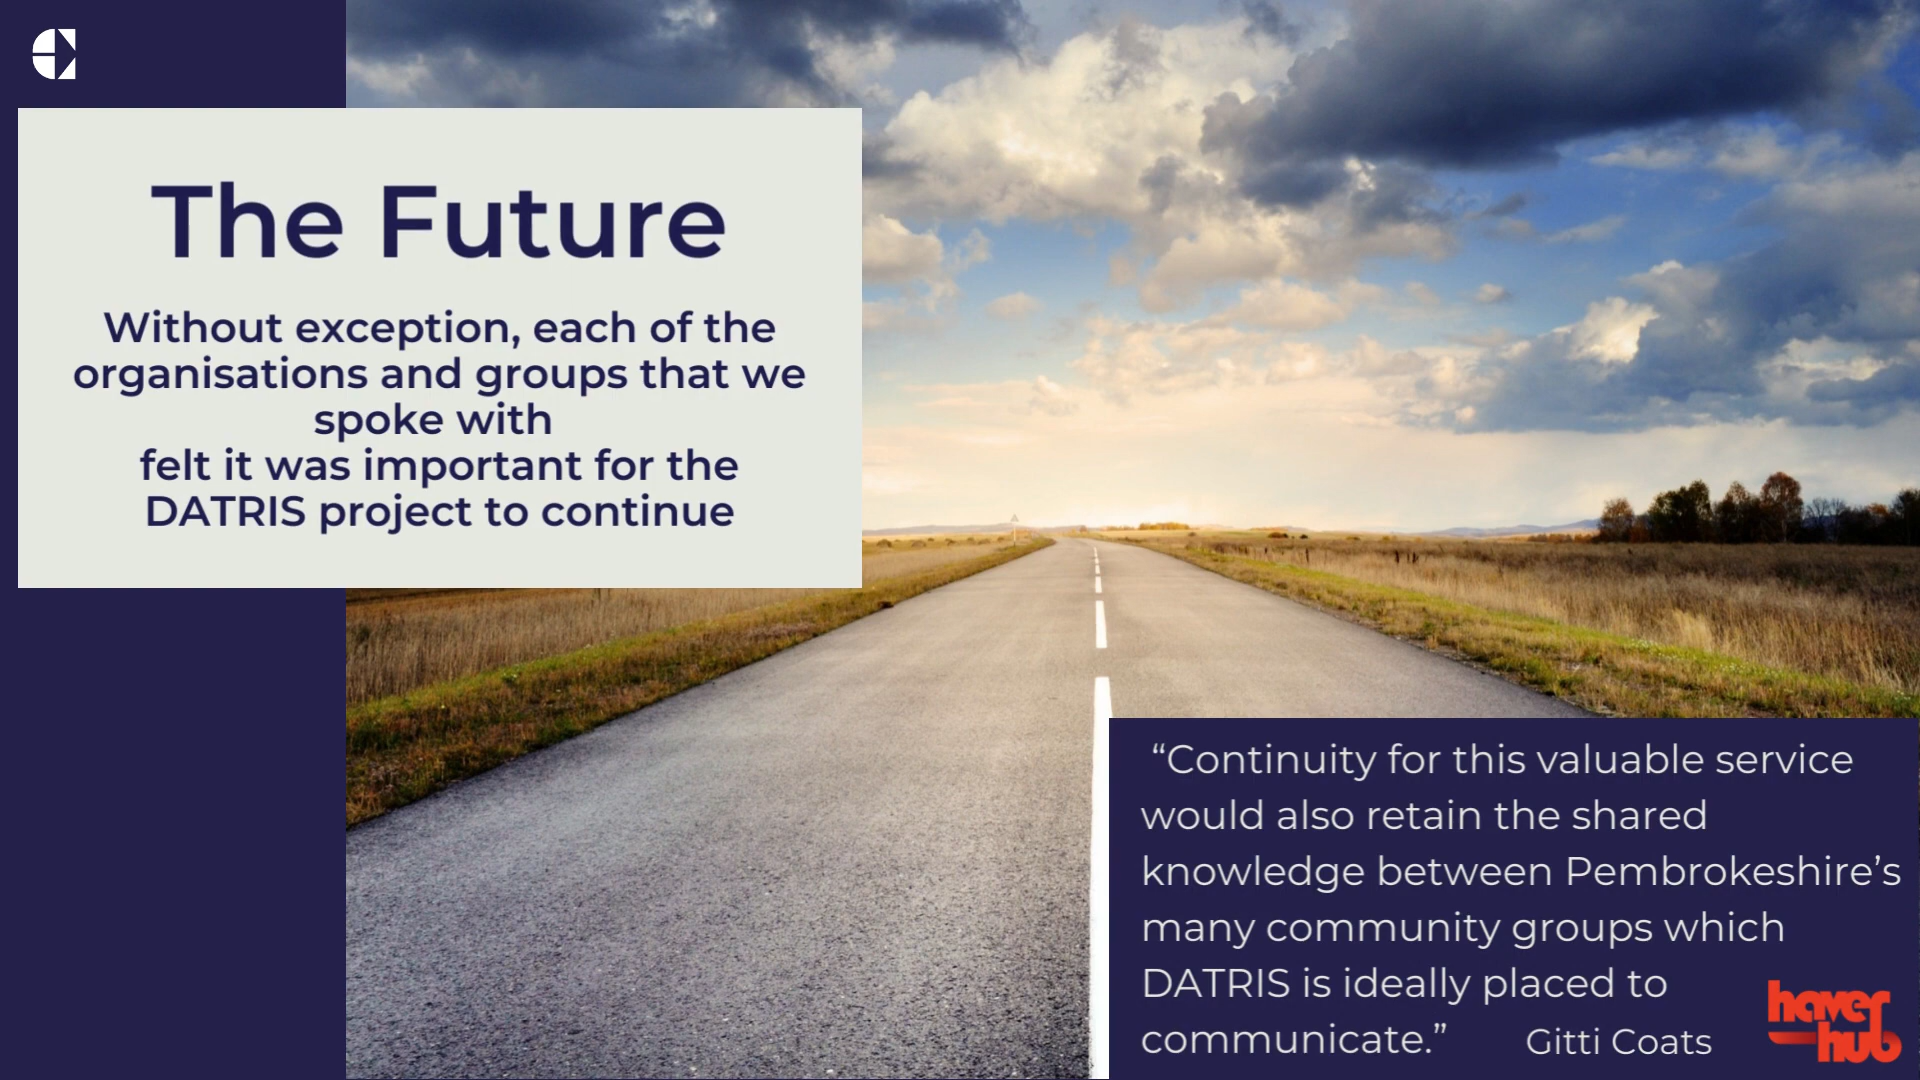 The Future
Without exception, each of the
organisations and groups that we
spoke with
felt it was important for the
DATRIS project to continue
“Continuity for this valuable service
would also retain the shared
knowledge between Pembrokeshire’s
many community groups which
DATRIS is ideally placed to
communicate.” Gitti Coats
haver
hub